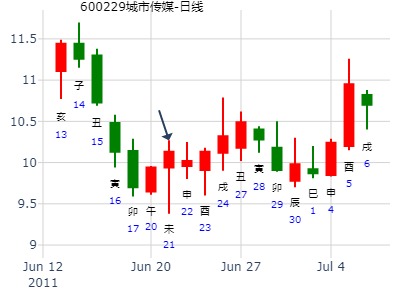 600229城市传媒-日线
11.5
11
10.5
10
9.5
9
亥
13
子
14
丑
15
寅
16
卯
17
午
20
未
21
申
22
酉
23
戌
24
丑
27
寅
28
卯
29
辰
30
巳
1
申
4
酉
5
戌
6
Jun 12
2011
Jun 20
Jun 27
Jul 4